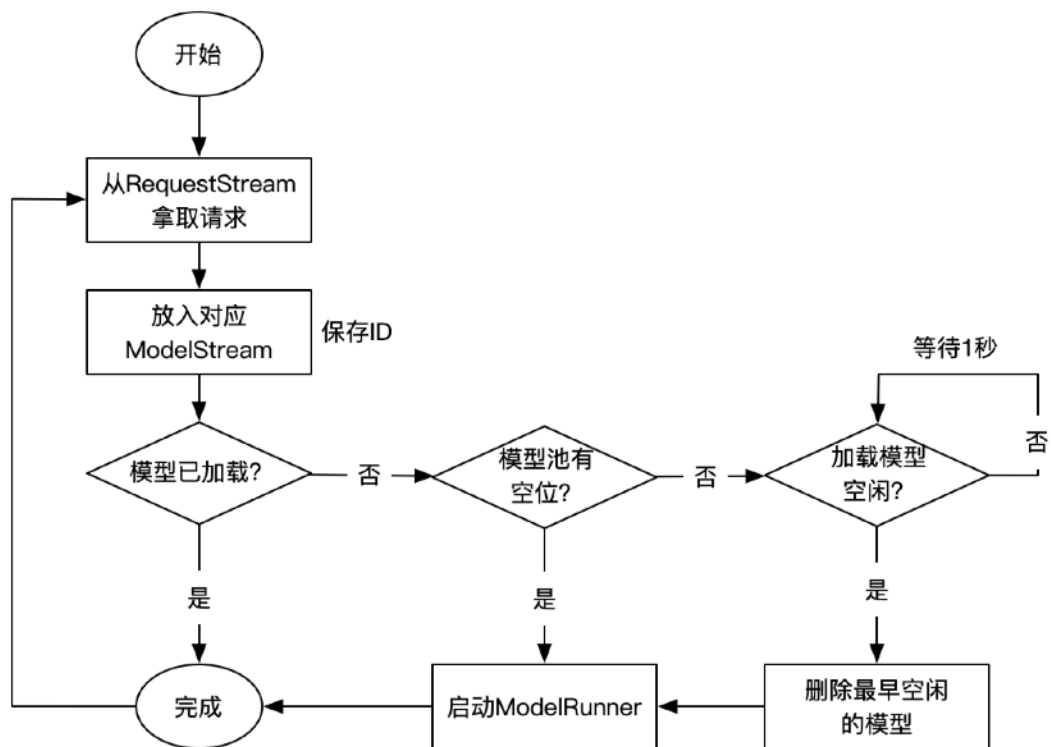 开始
从RequestStream
拿取请求
放入对应
ModelStream
保存ID
等待1秒
模型已加载?
否
模型池有
空位?
否
加载模型
空闲?
否
是
是
是
完成
启动ModelRunner
删除最早空闲
的模型